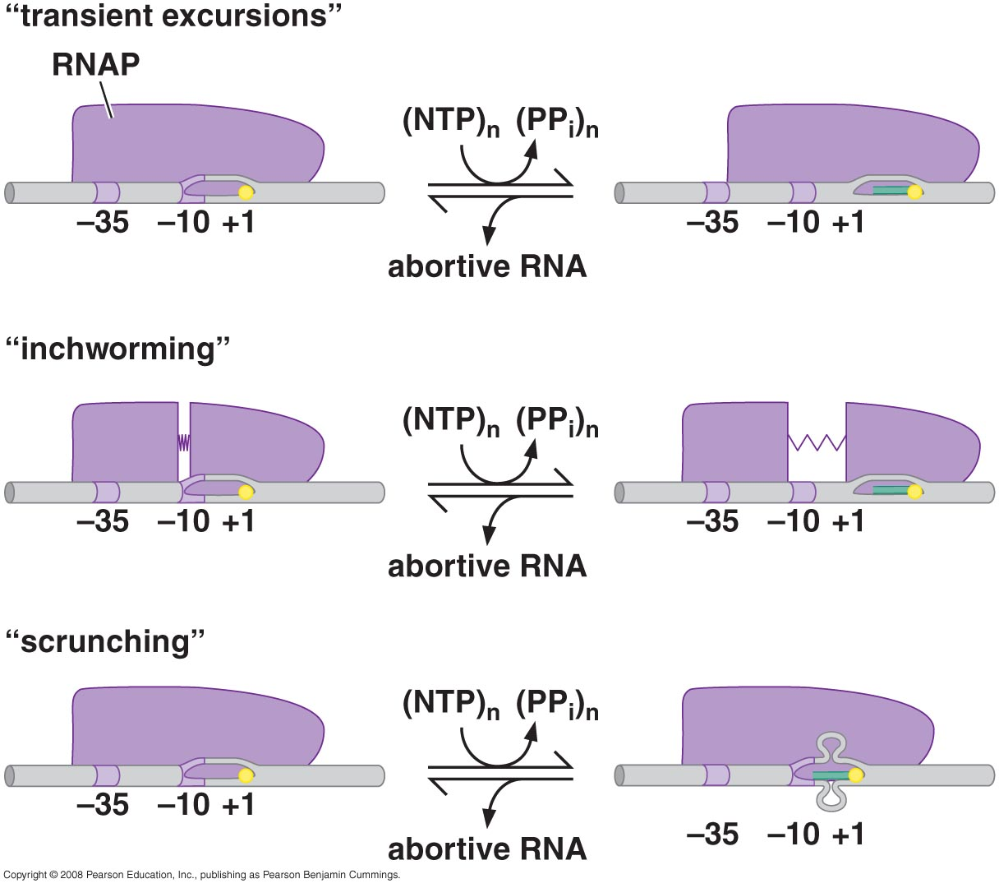 “transient excursions”
RNAP
(NTP)n (PPi)n
–35 –10 +1
–35 –10 +1
abortive RNA
“inchworming”
(NTP)n (PPi)n
–35 –10 +1
–35 –10 +1
abortive RNA
“scrunching”
(NTP)n (PPi)n
–35 –10 +1
–35 –10 +1
abortive RNA
Copyright © 2008 Pearson Education, Inc., publishing as Pearson Benjamin Cummings.